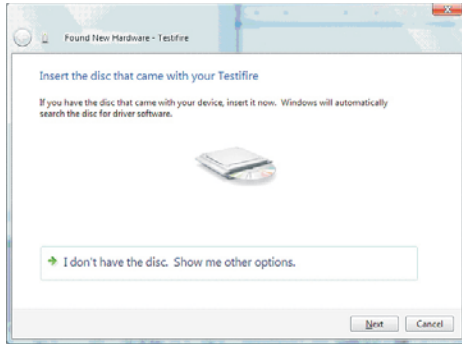 Found New Hardware - Testifire
Insert the disc that came with your Testifire
If you have the disc that came with your device, insert it now.  Windows will automatically
search the disc for driver software.
I don't have the disc.  Show me other options.
Next
Cancel